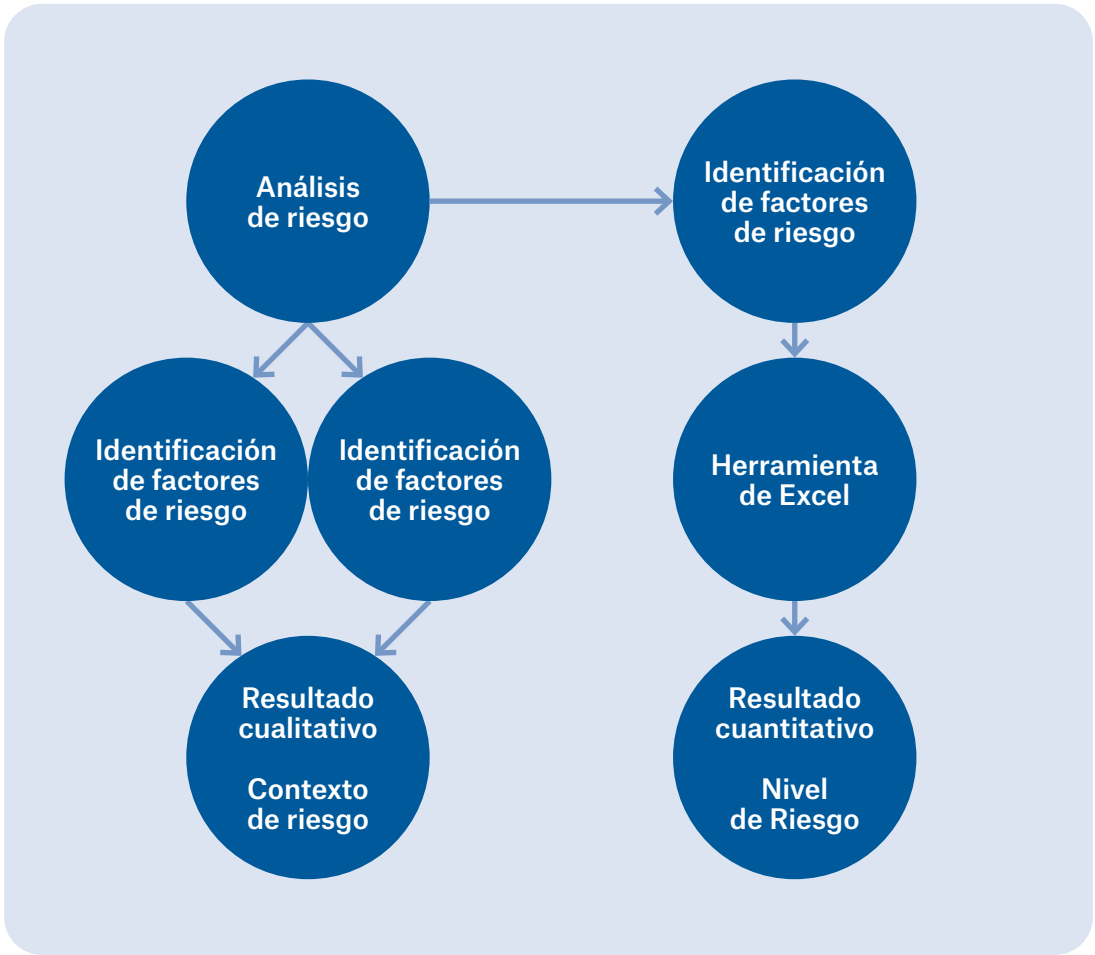 Análisis
de riesgo
Identificación
de factores
de riesgo
Identificación
de factores
de riesgo
Identificación
de factores
de riesgo
Herramienta
de Excel
Resultado
cualitativo
Contexto
de riesgo
Resultado
cuantitativo
Nivel
de Riesgo